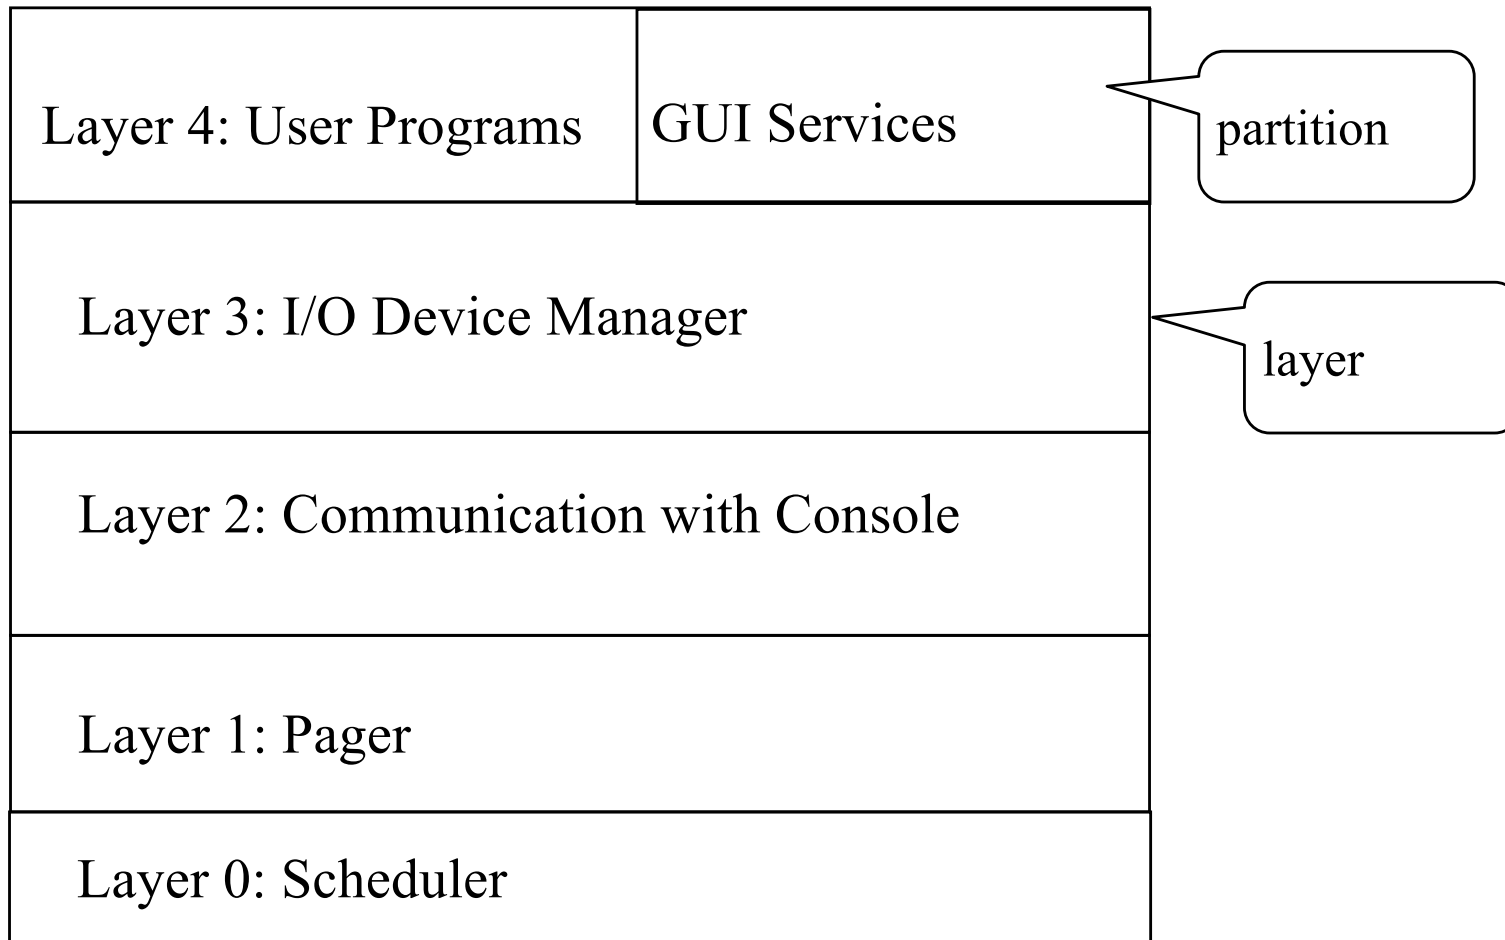 Layer 4: User Programs
GUI Services
partition
Layer 3: I/O Device Manager
layer
Layer 2: Communication with Console
Layer 1: Pager
Layer 0: Scheduler